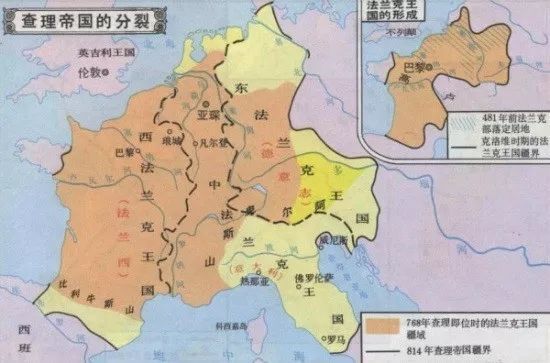 查理帝国的分裂
英吉利王国
伦敦
亚琛
巴黎
琅城
凡尔登
西法兰克王国
(法兰西)
中法兰克王国
东法兰克王国
(德意志)
(意大利)
阿尔卑斯山
比利牛斯山
西班
威尼斯
热那亚
佛罗伦萨
罗马
科西嘉岛
768年查理即位时的法兰克王国
疆域
814年查理帝国疆界
法兰克王
国的形成
不列颠
巴黎
高卢
481年前法兰克
部落定居地
克洛维时期的法
兰克王国疆界